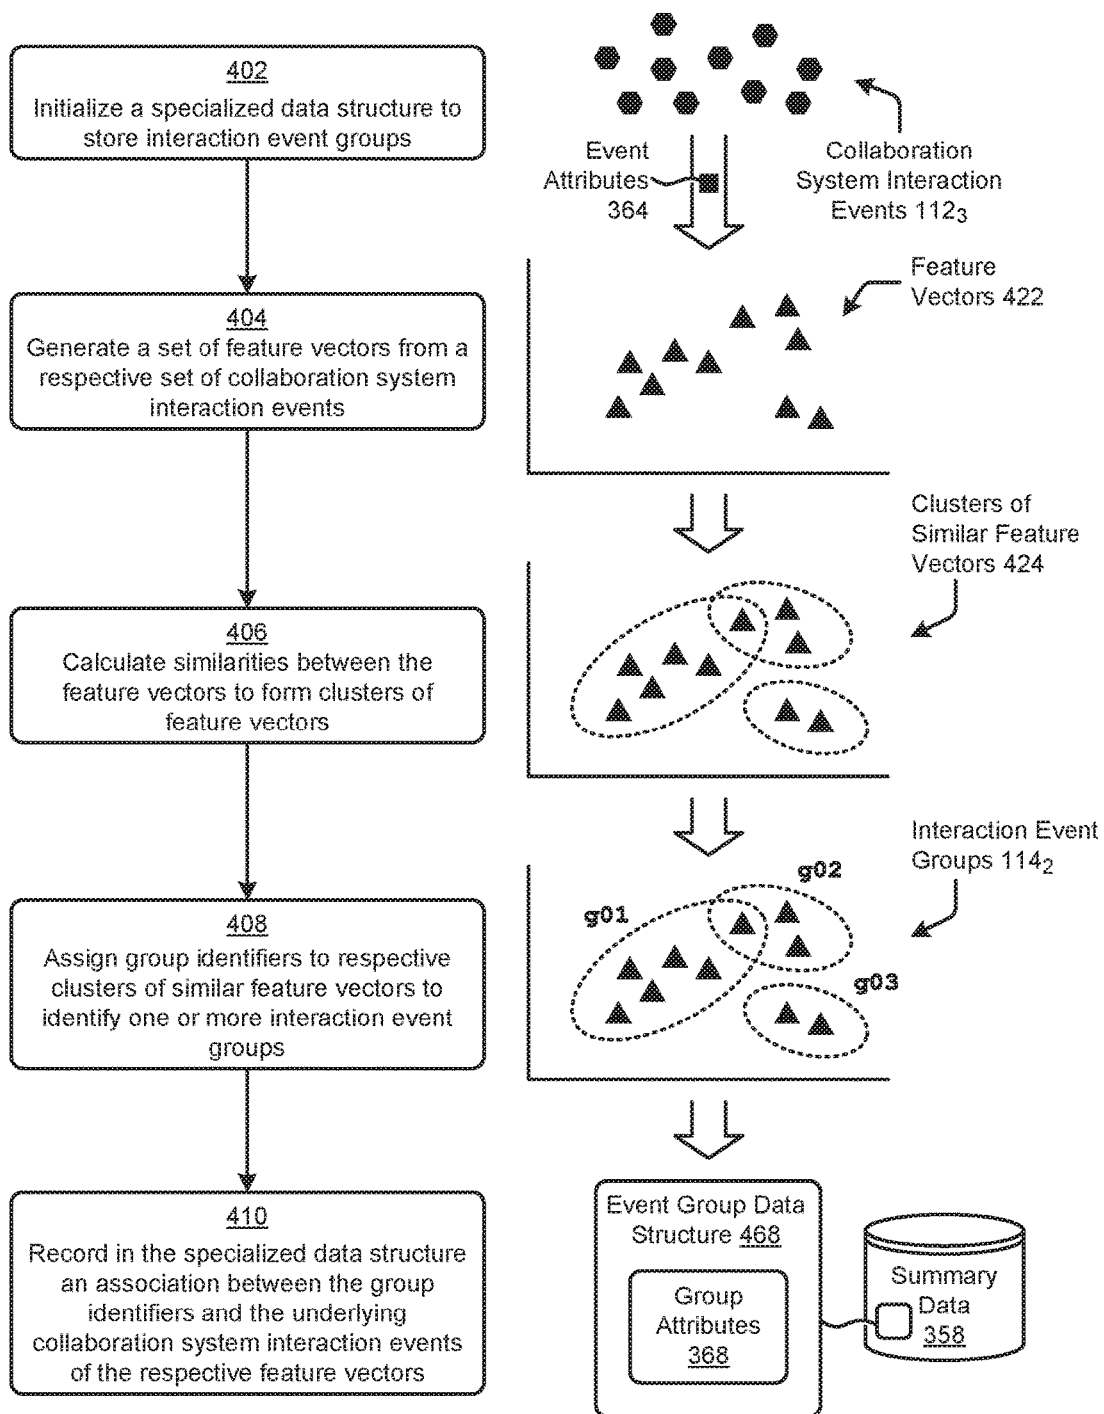 402
Initialize a specialized data structure to
store interaction event groups
404
Generate a set of feature vectors from a
respective set of collaboration system
interaction events
406
Calculate similarities between the
feature vectors to form clusters of
feature vectors
408
Assign group identifiers to respective
clusters of similar feature vectors to
identify one or more interaction event
groups
410
Record in the specialized data structure
an association between the group
identifiers and the underlying
collaboration system interaction events
of the respective feature vectors
Event
Attributes
364
Collaboration
System Interaction
Events 112₃
Feature
Vectors 422
Clusters of
Similar Feature
Vectors 424
Interaction Event
Groups 114₂
g01
g02
g03
Event Group Data
Structure 468
Group
Attributes
368
Summary
Data
358